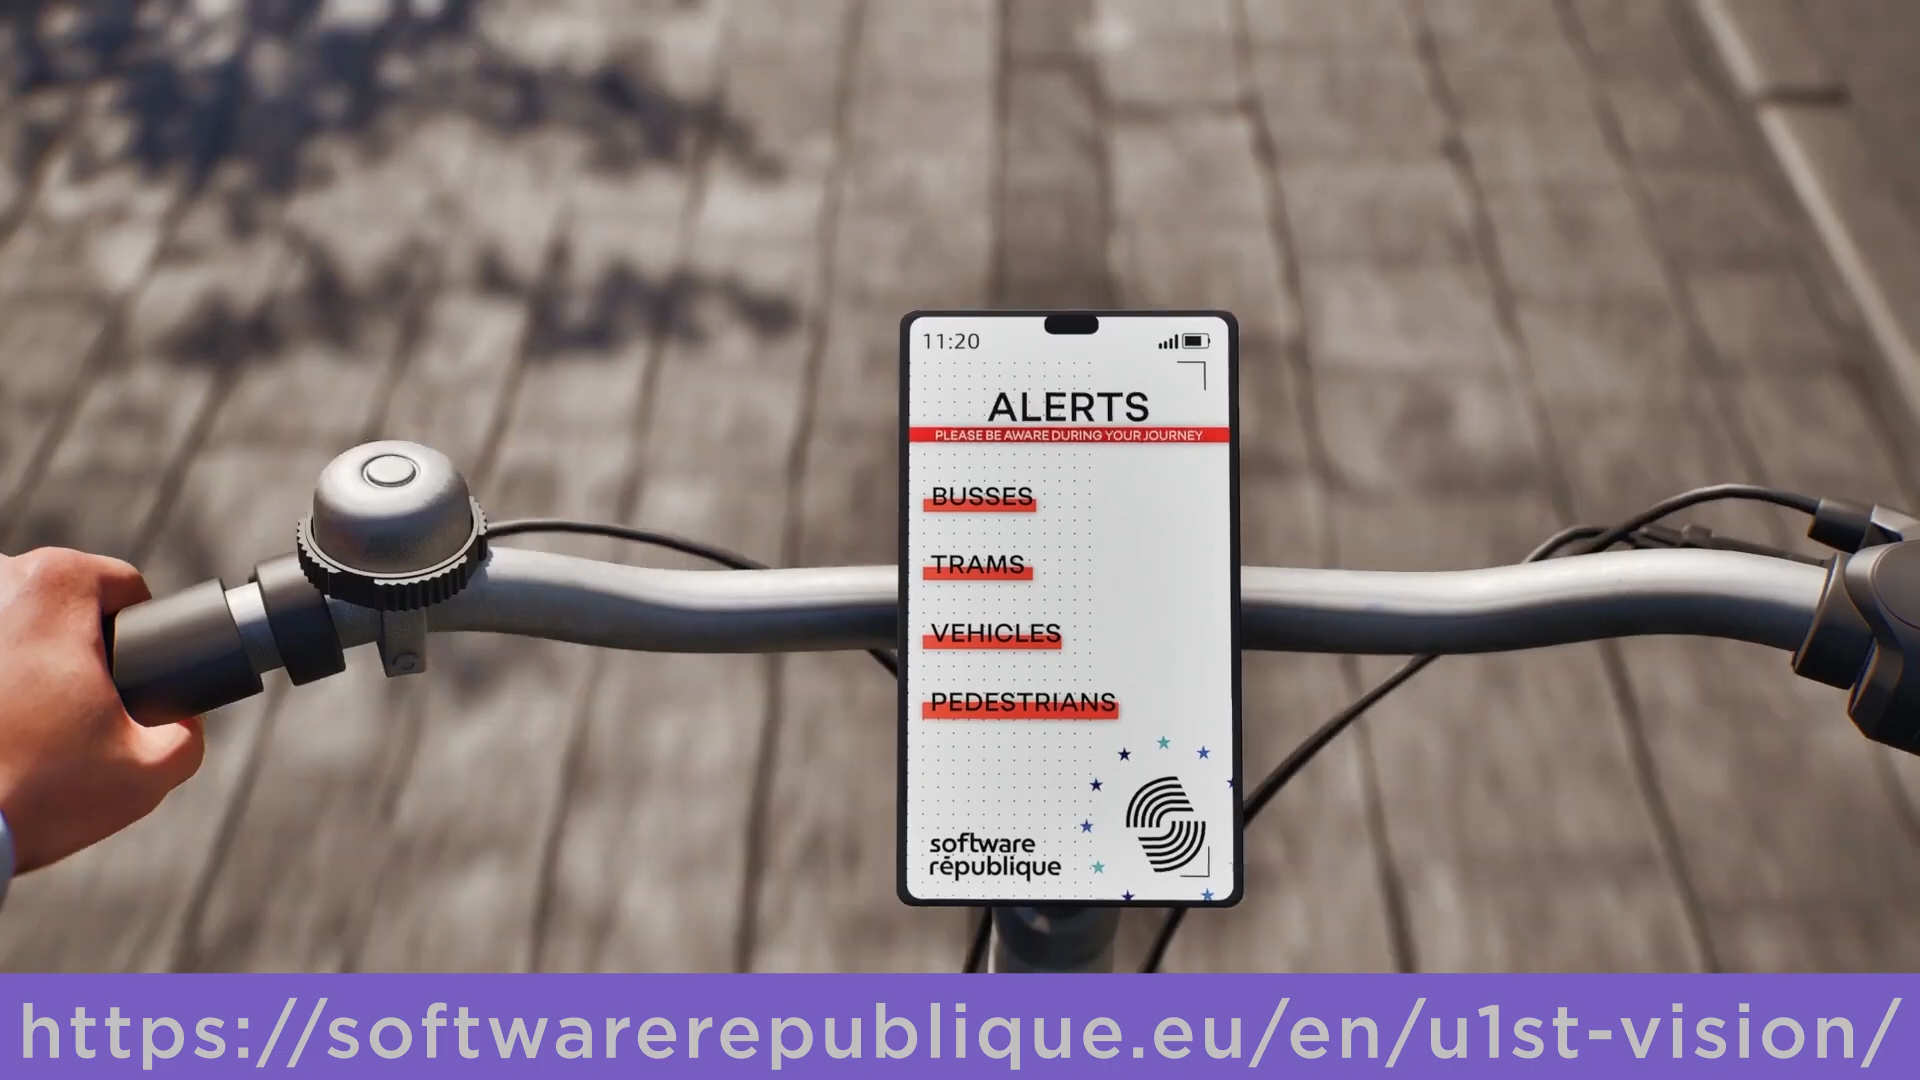 11:20
ALERTS
PLEASE BE AWARE DURING YOUR JOURNEY
BUSSES
TRAMS
VEHICLES
PEDESTRIANS
software
république
https://softwarerepublique.eu/en/u1st-vision/